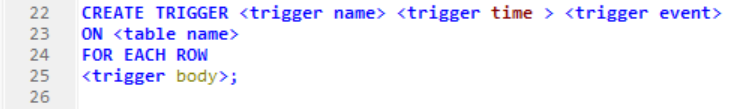 22 CREATE TRIGGER <trigger name> <trigger time > <trigger event>
23 ON <table name>
24 FOR EACH ROW
25 <trigger body>;
26